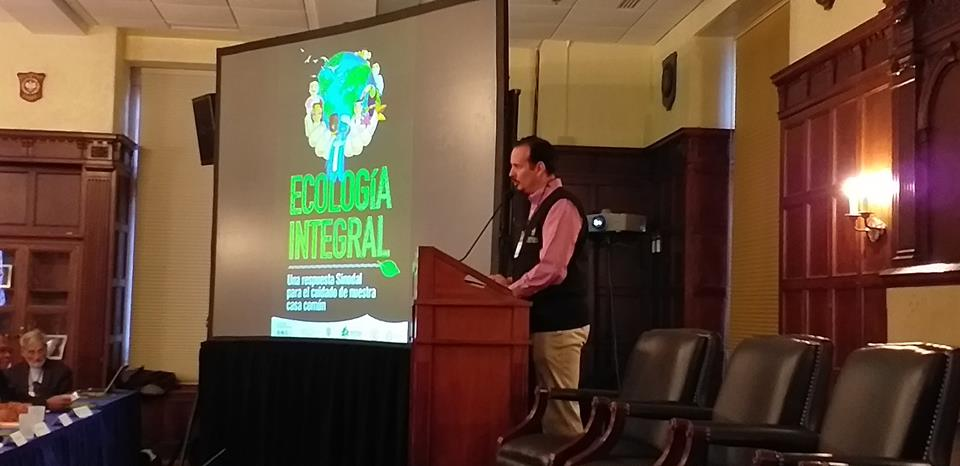 ECOLOGíA
INTEGRAL
Una respuesta Sinodal
para el cuidado de nuestra
casa común